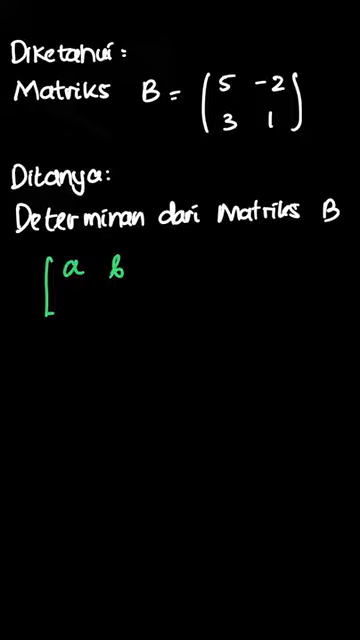 Diketahui:
Matriks B = (5 -2
3 1)
Ditanya:
Determinan dari Matriks B
[a b